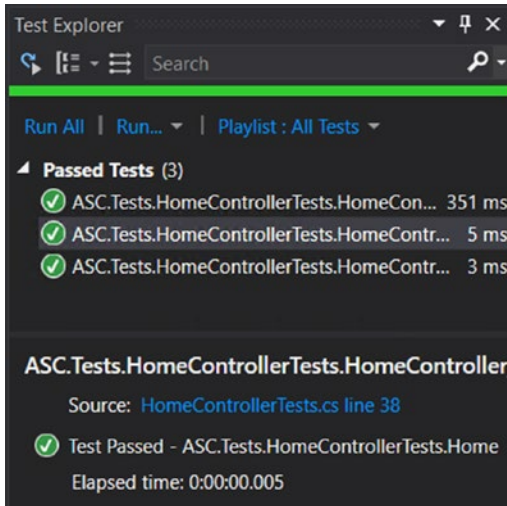 Test Explorer
Search
Run All | Run... | Playlist : All Tests
Passed Tests (3)
ASC.Tests.HomeControllerTests.HomeCon... 351 ms
ASC.Tests.HomeControllerTests.HomeContr... 5 ms
ASC.Tests.HomeControllerTests.HomeContr... 3 ms
ASC.Tests.HomeControllerTests.HomeController
Source: HomeControllerTests.cs line 38
Test Passed - ASC.Tests.HomeControllerTests.Home
Elapsed time: 0:00:00.005